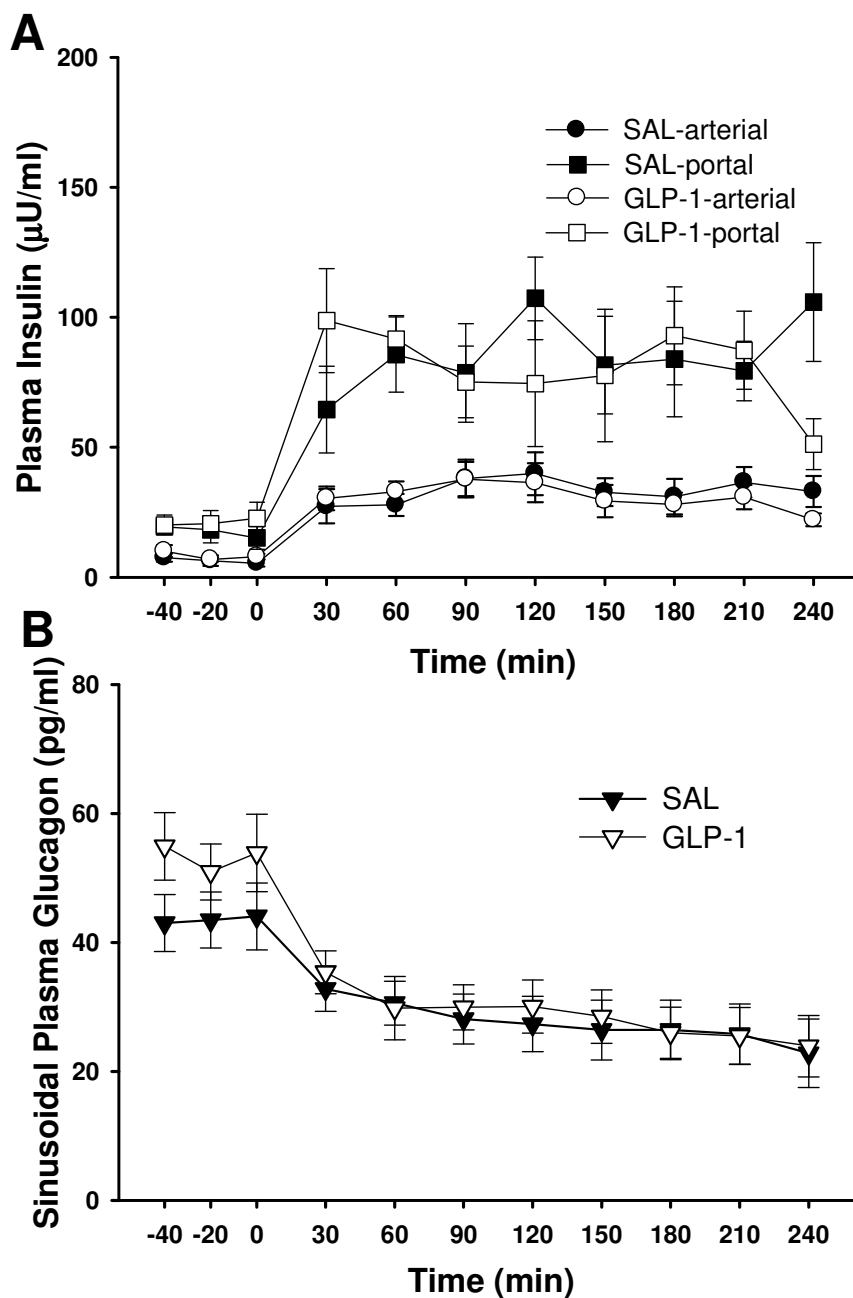 A
Plasma Insulin (μU/ml)
200
150
100
50
0
SAL-arterial
SAL-portal
GLP-1-arterial
GLP-1-portal
-40 -20 0 30 60 90 120 150 180 210 240
Time (min)
B
Sinusoidal Plasma Glucagon (pg/ml)
80
60
40
20
0
SAL
GLP-1
-40 -20 0 30 60 90 120 150 180 210 240
Time (min)